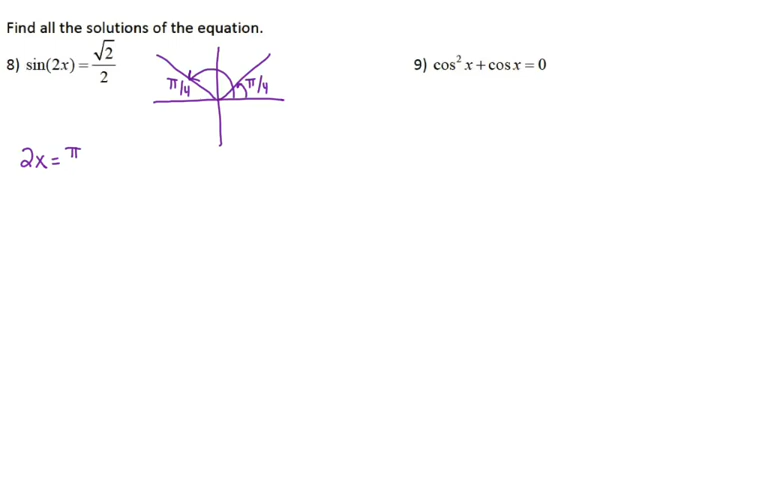 Find all the solutions of the equation.
8) sin(2x) = √2/2
π/4 π/4
9) cos² x + cos x = 0
2x = π